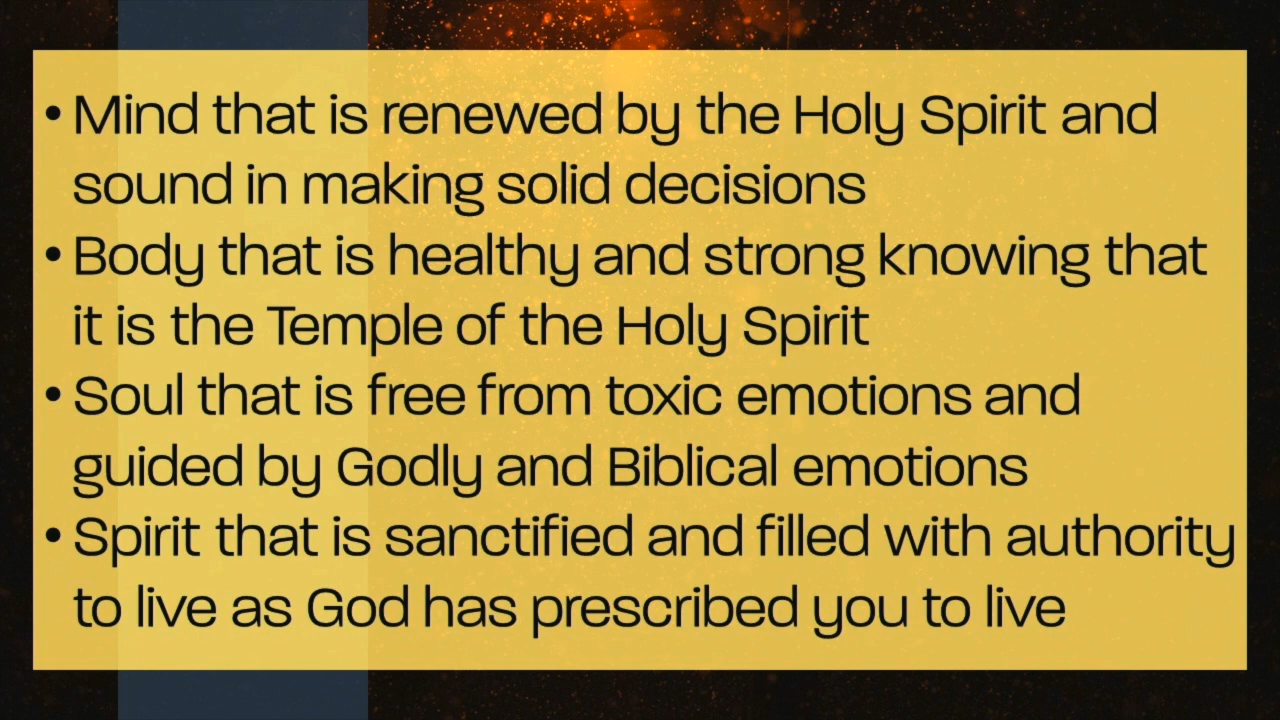 • Mind that is renewed by the Holy Spirit and
sound in making solid decisions
• Body that is healthy and strong knowing that
it is the Temple of the Holy Spirit
• Soul that is free from toxic emotions and
guided by Godly and Biblical emotions
• Spirit that is sanctified and filled with authority
to live as God has prescribed you to live